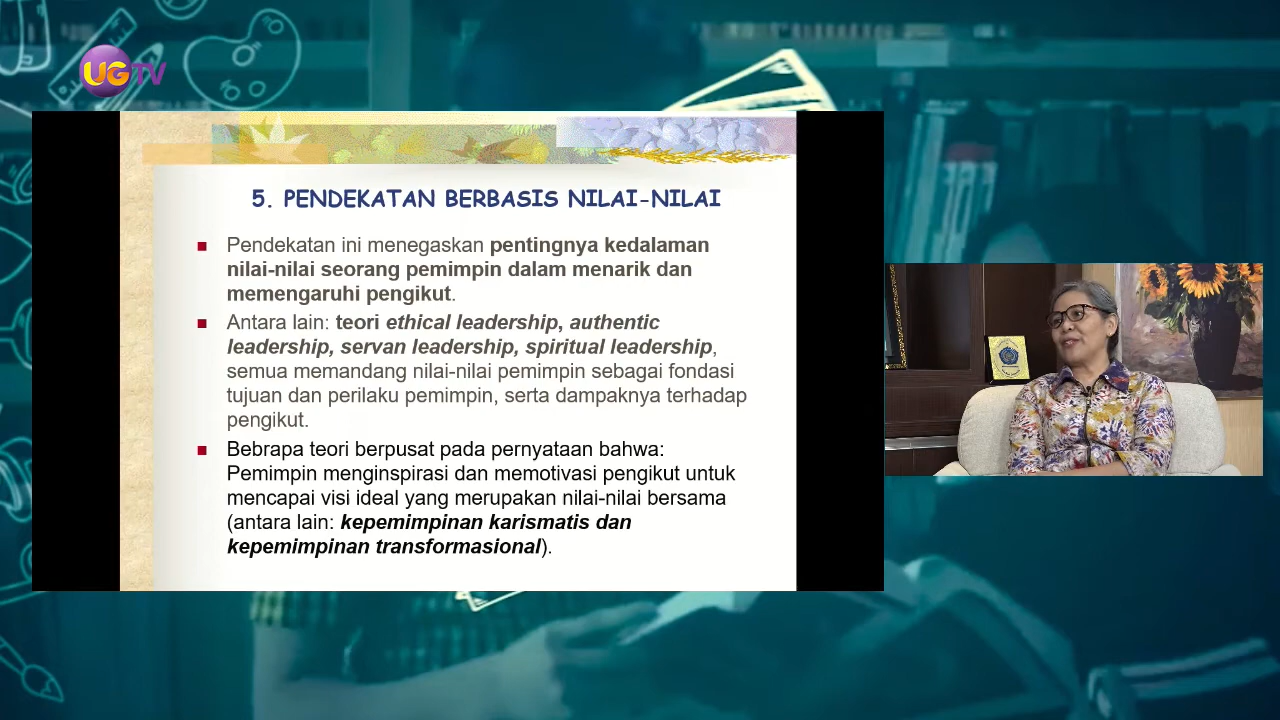 UGTV
5. PENDEKATAN BERBASIS NILAI-NILAI
Pendekatan ini menegaskan pentingnya kedalaman
nilai-nilai seorang pemimpin dalam menarik dan
memengaruhi pengikut.
Antara lain: teori ethical leadership, authentic
leadership, servan leadership, spiritual leadership,
semua memandang nilai-nilai pemimpin sebagai fondasi
tujuan dan perilaku pemimpin, serta dampaknya terhadap
pengikut.
Bebrapa teori berpusat pada pernyataan bahwa:
Pemimpin menginspirasi dan memotivasi pengikut untuk
mencapai visi ideal yang merupakan nilai-nilai bersama
(antara lain: kepemimpinan karismatis dan
kepemimpinan transformasional).